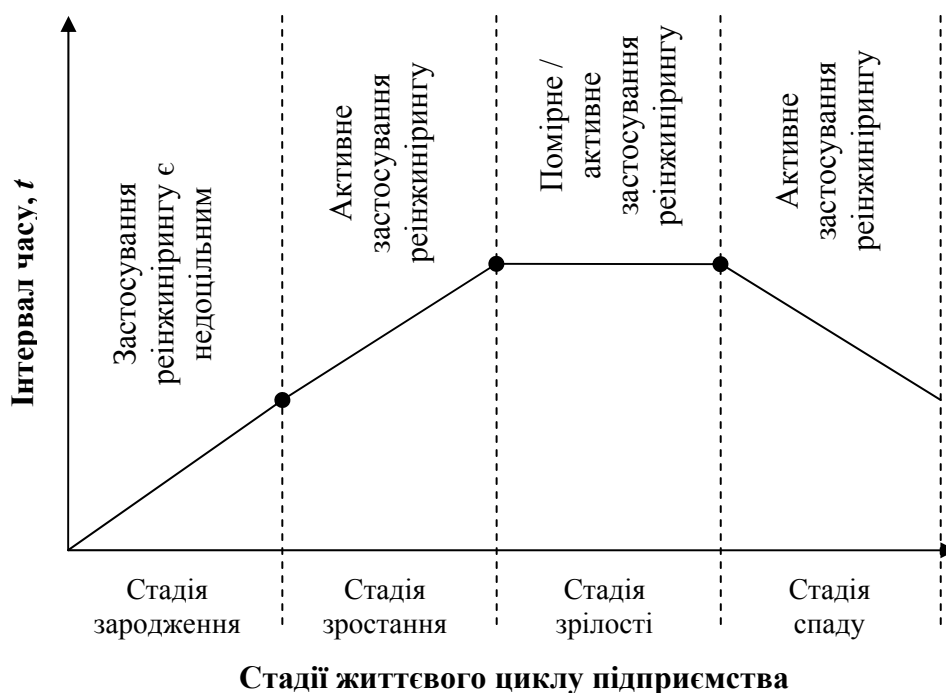 Інтервал часу, t
Застосування
реінжинірингу є
недоцільним
Активне
застосування
реінжинірингу
Помірне /
активне
застосування
реінжинірингу
Активне
застосування
реінжинірингу
Стадія
зародження
Стадія
зростання
Стадія
зрілості
Стадія
спаду
Стадії життєвого циклу підприємства